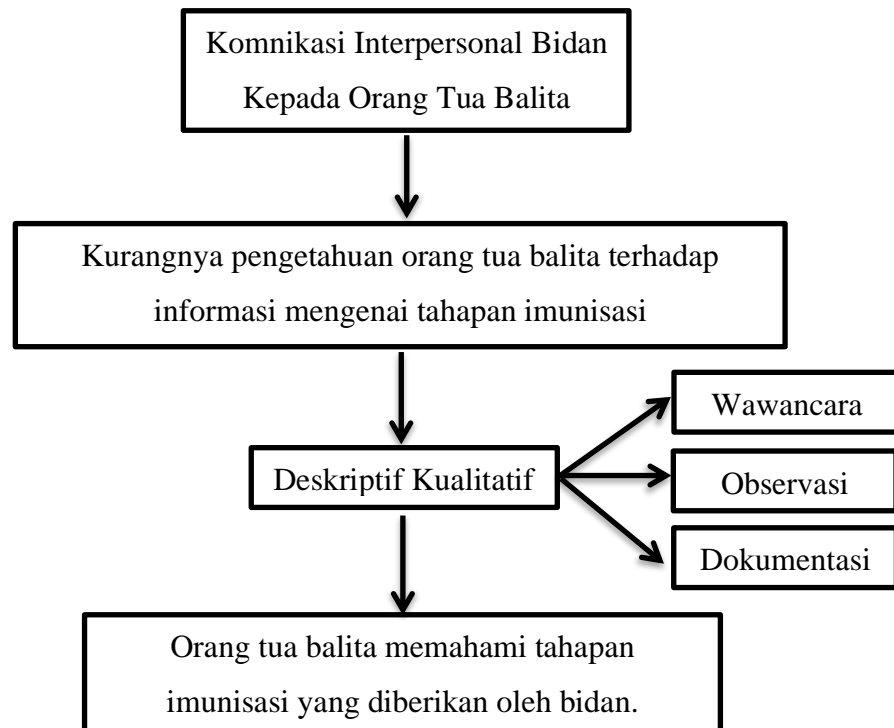 Komnikasi Interpersonal Bidan
Kepada Orang Tua Balita
Kurangnya pengetahuan orang tua balita terhadap
informasi mengenai tahapan imunisasi
Deskriptif Kualitatif
Wawancara
Observasi
Dokumentasi
Orang tua balita memahami tahapan
imunisasi yang diberikan oleh bidan.